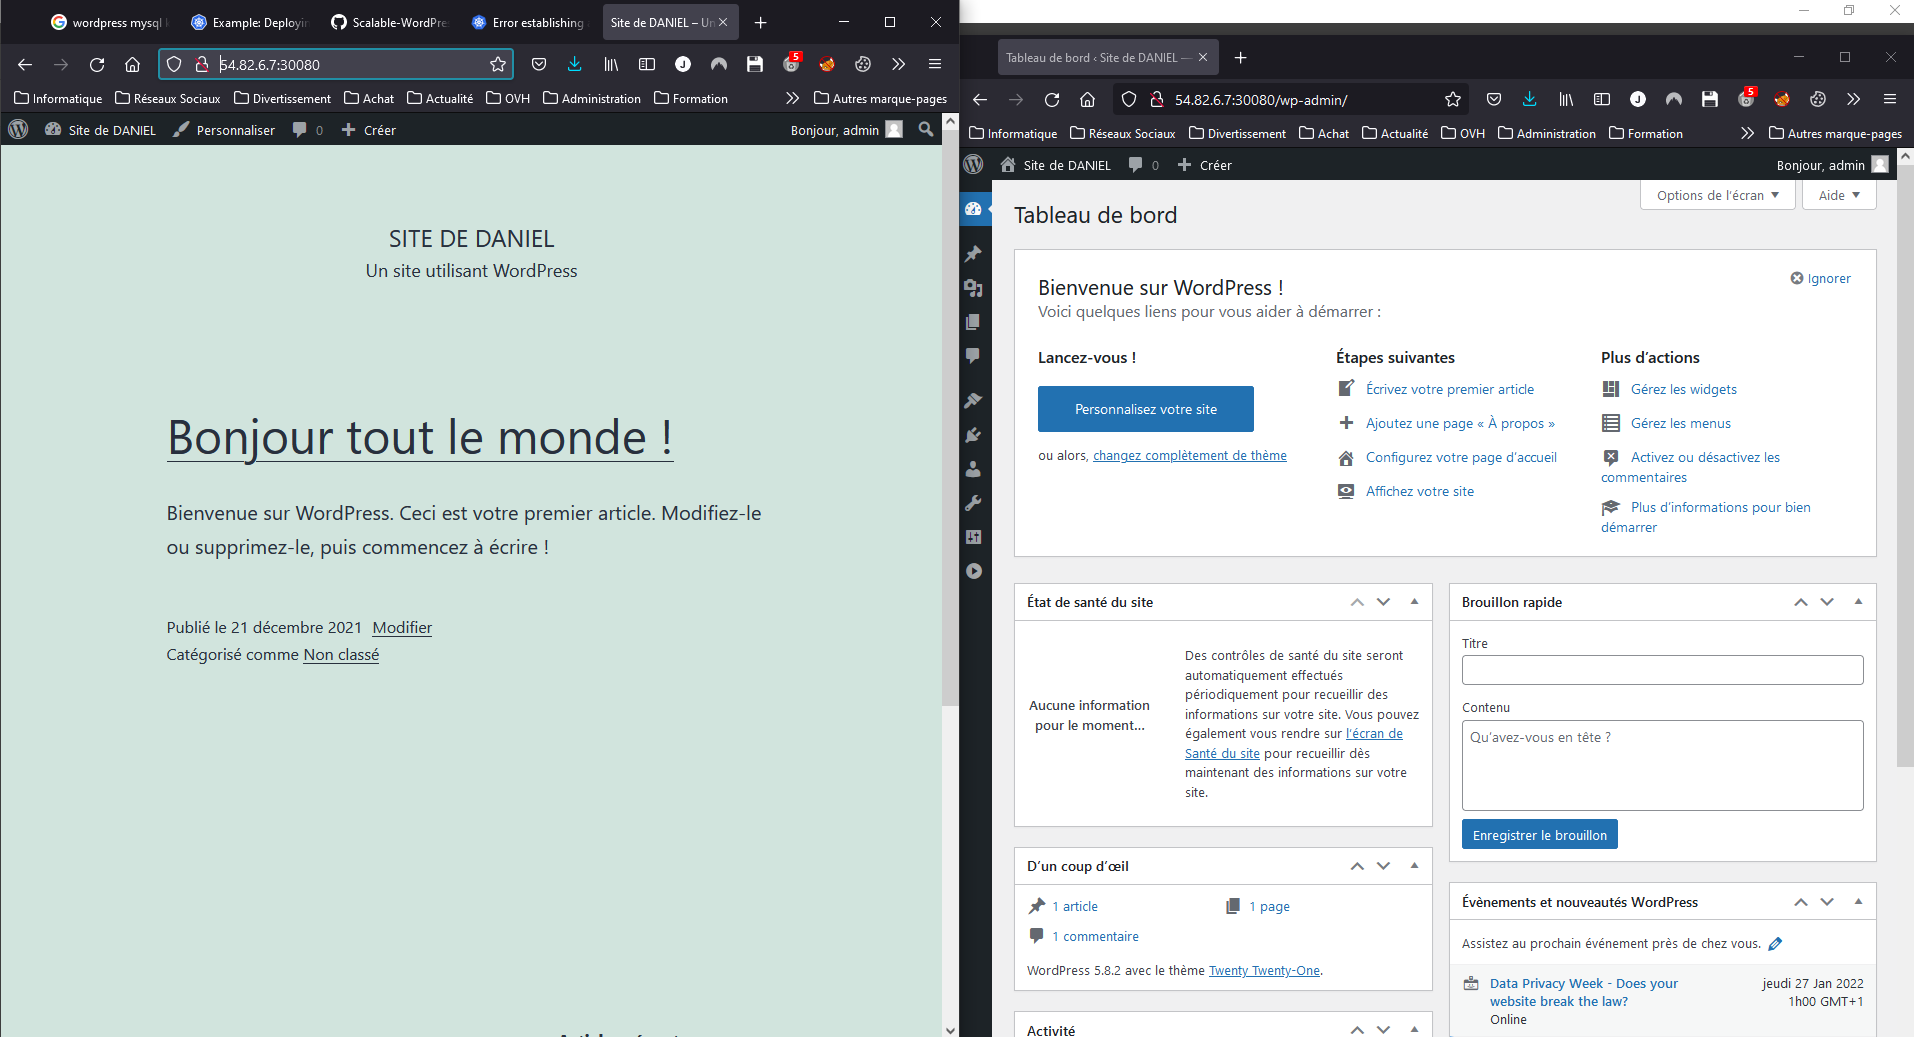 wordpress mysql
Example: Deployin
Scalable-WordPre
Error establishing
Site de DANIEL – Un
54.82.6.7:30080
5
Informatique
Réseaux Sociaux
Divertissement
Achat
Actualité
OVH
Administration
Formation
Autres marque-pages
Site de DANIEL
Personnaliser
0
Créer
Bonjour, admin
SITE DE DANIEL
Un site utilisant WordPress
Bonjour tout le monde !
Bienvenue sur WordPress. Ceci est votre premier article. Modifiez-le
ou supprimez-le, puis commencez à écrire !
Publié le 21 décembre 2021 Modifier
Catégorisé comme Non classé
Tableau de bord ‹ Site de DANIEL —
54.82.6.7:30080/wp-admin/
5
Informatique
Réseaux Sociaux
Divertissement
Achat
Actualité
OVH
Administration
Formation
Autres marque-pages
Site de DANIEL
0
Créer
Bonjour, admin
Options de l'écran
Aide
Tableau de bord
Bienvenue sur WordPress !
Ignorer
Voici quelques liens pour vous aider à démarrer :
Lancez-vous !
Personnalisez votre site
ou alors, changez complètement de thème
Étapes suivantes
Écrivez votre premier article
Ajoutez une page « À propos »
Configurez votre page d’accueil
Affichez votre site
Plus d’actions
Gérez les widgets
Gérez les menus
Activez ou désactivez les
commentaires
Plus d’informations pour bien
démarrer
État de santé du site
Aucune information
pour le moment…
Des contrôles de santé du site seront
automatiquement effectués
périodiquement pour recueillir des
informations sur votre site. Vous pouvez
également vous rendre sur l’écran de
Santé du site pour recueillir dès
maintenant des informations sur votre
site.
D’un coup d’œil
1 article
1 page
1 commentaire
WordPress 5.8.2 avec le thème Twenty Twenty-One.
Activité
Brouillon rapide
Titre
Contenu
Qu’avez-vous en tête ?
Enregistrer le brouillon
Évènements et nouveautés WordPress
Assistez au prochain événement près de chez vous.
Data Privacy Week - Does your
website break the law?
Online
jeudi 27 Jan 2022
1h00 GMT+1